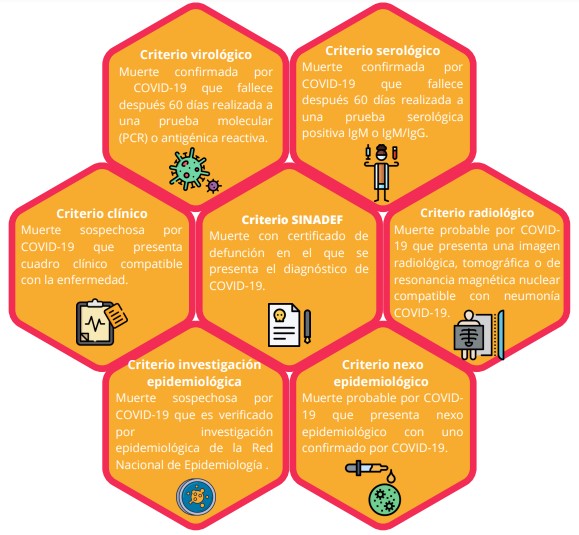 Criterio virológico
Muerte confirmada por
COVID-19 que fallece
después 60 días realizada a
una prueba molecular
(PCR) o antigénica reactiva.
Criterio serológico
Muerte confirmada por
COVID-19 que fallece
después 60 días realizada a
una prueba serológica
positiva IgM o IgM/IgG.
Criterio clínico
Muerte sospechosa por
COVID-19 que presenta
cuadro clínico compatible
con la enfermedad.
Criterio SINADEF
Muerte con certificado de
defunción en el que se
presenta el diagnóstico de
COVID-19.
Criterio radiológico
Muerte probable por COVID-
19 que presenta una imagen
radiológica, tomográfica o de
resonancia magnética nuclear
compatible con neumonía
COVID-19.
Criterio investigación
epidemiológica
Muerte sospechosa por
COVID-19 que es verificado
por investigación
epidemiológica de la Red
Nacional de Epidemiología .
Criterio nexo
epidemiológico
Muerte probable por COVID-
19 que presenta nexo
epidemiológico con uno
confirmado por COVID-19.